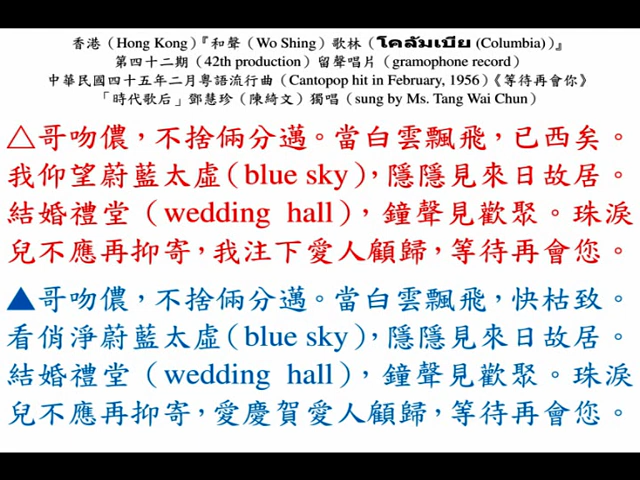 香港（Hong Kong）『和聲（Wo Shing）歌林（โคลัมเบีย (Columbia)）』
第四十二期（42th production）留聲唱片（gramophone record）
中華民國四十五年二月粵語流行曲（Cantopop hit in February, 1956）《等待再會你》
「時代歌后」鄧慧珍（陳綺文）獨唱（sung by Ms. Tang Wai Chun）
△哥吻儂，不捨倆分邁。當白雲飄飛，已西矣。
我仰望蔚藍太虛（blue sky），隱隱見來日故居。
結婚禮堂（wedding hall），鐘聲見歡聚。珠淚
兒不應再抑寄，我注下愛人顧歸，等待再會您。
▲哥吻儂，不捨倆分邁。當白雲飄飛，快枯致。
看俏淨蔚藍太虛（blue sky），隱隱見來日故居。
結婚禮堂（wedding hall），鐘聲見歡聚。珠淚
兒不應再抑寄，愛慶賀愛人顧歸，等待再會您。